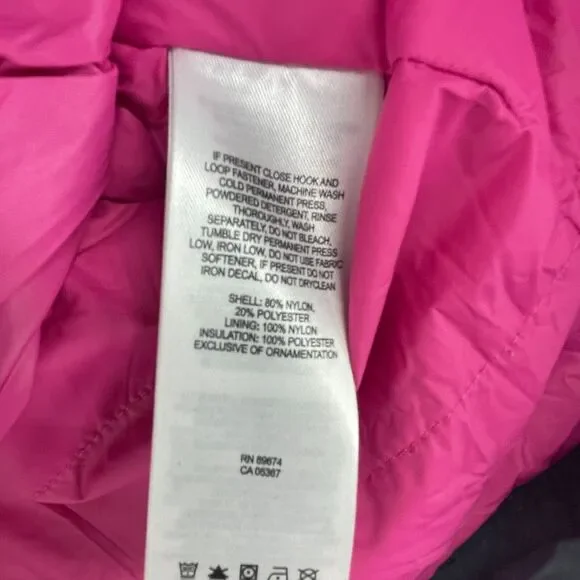 IF PRESENT CLOSE HOOK AND
LOOP FASTENER, MACHINE WASH
COLD PERMANENT PRESS,
POWDERED DETERGENT, RINSE
THOROUGHLY, WASH
SEPARATELY, DO NOT BLEACH,
TUMBLE DRY PERMANENT PRESS
LOW, IRON LOW, DO NOT USE FABRIC
SOFTENER, IF PRESENT DO NOT
IRON DECAL, DO NOT DRYCLEAN
SHELL: 80% NYLON,
20% POLYESTER
LINING: 100% NYLON
INSULATION: 100% POLYESTER
EXCLUSIVE OF ORNAMENTATION
RN 89674
CA 05367